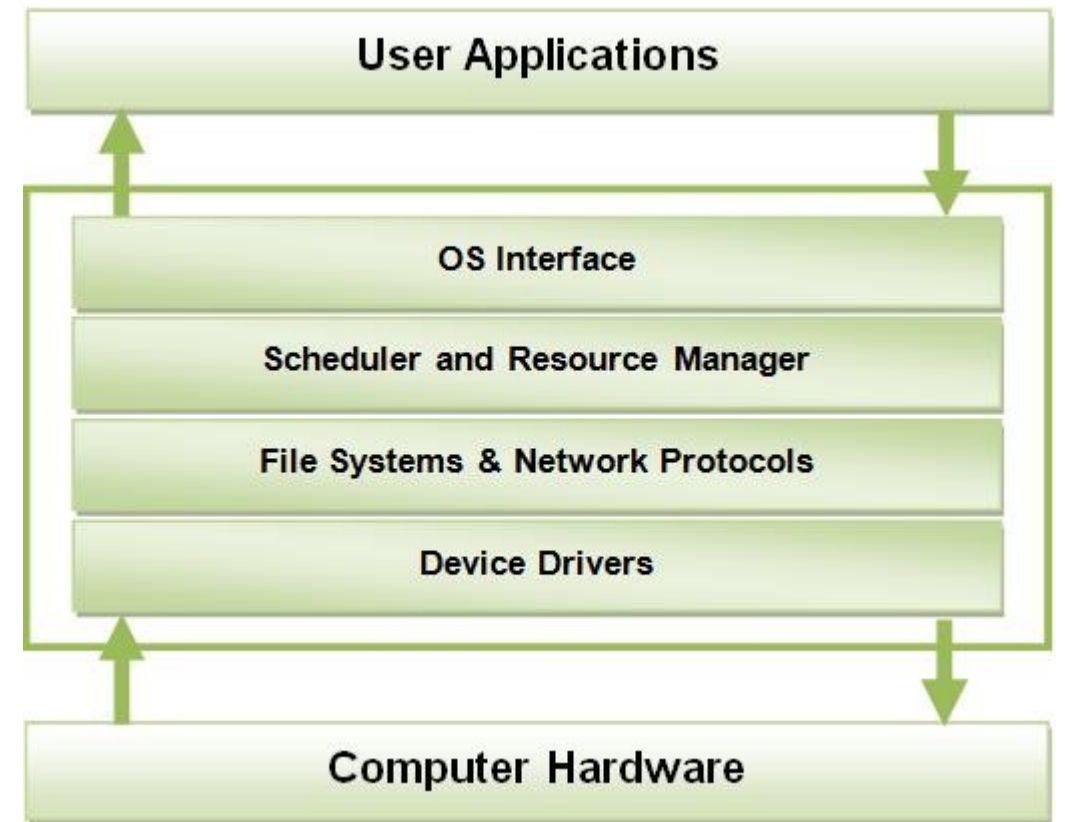 User Applications
OS Interface
Scheduler and Resource Manager
File Systems & Network Protocols
Device Drivers
Computer Hardware